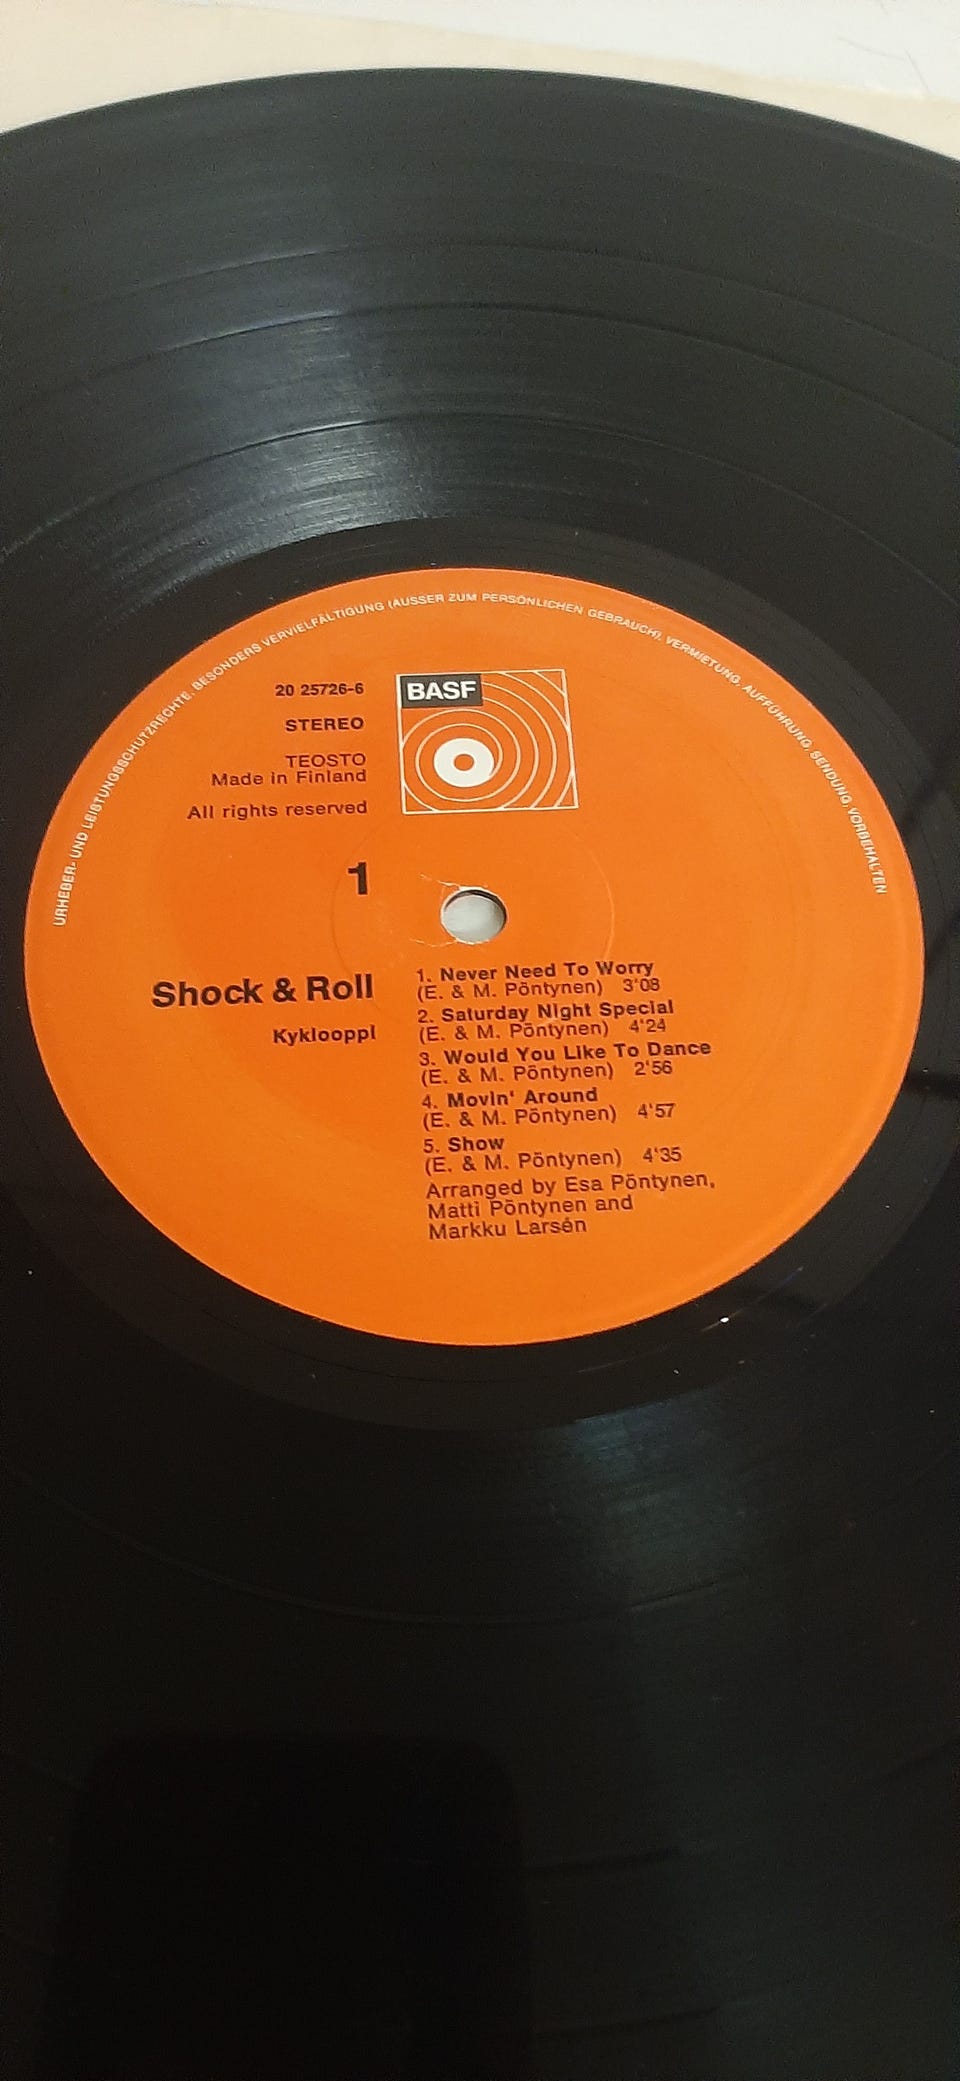 URHEBER- UND LEISTUNGSSCHUTZRECHTE, BESONDERS VERVIELFÄLTIGUNG (AUSSER ZUM PERSÖNLICHEN GEBRAUCH), VERMIETUNG, AUFFÜHRUNG, SENDUNG, VORBEHALTEN
BASF
20 25726-6
STEREO
TEOSTO
Made in Finland
All rights reserved
1
Shock & Roll
Kyklooppi
1. Never Need To Worry
(E. & M. Pöntynen) 3'08
2. Saturday Night Special
(E. & M. Pöntynen) 4'24
3. Would You Like To Dance
(E. & M. Pöntynen) 2'56
4. Movin' Around
(E. & M. Pöntynen) 4'57
5. Show
(E. & M. Pöntynen) 4'35
Arranged by Esa Pöntynen,
Matti Pöntynen and
Markku Larsén